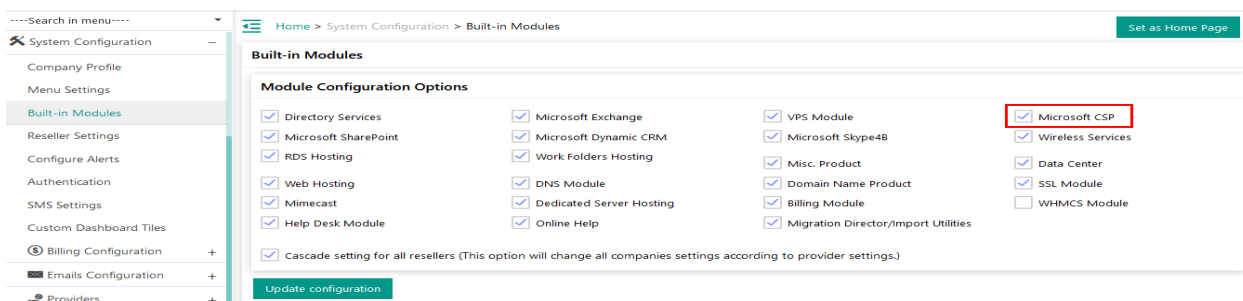 ----Search in menu----
Home > System Configuration > Built-in Modules
Set as Home Page
System Configuration
Company Profile
Menu Settings
Built-in Modules
Reseller Settings
Configure Alerts
Authentication
SMS Settings
Custom Dashboard Tiles
Billing Configuration
Emails Configuration
Providers
Built-in Modules
Module Configuration Options
Directory Services Microsoft Exchange VPS Module Microsoft CSP
Microsoft SharePoint Microsoft Dynamic CRM Microsoft Skype4B Wireless Services
RDS Hosting Work Folders Hosting Misc. Product Data Center
Web Hosting DNS Module Domain Name Product SSL Module
Mimecast Dedicated Server Hosting Billing Module WHMCS Module
Help Desk Module Online Help Migration Director/Import Utilities
Cascade setting for all resellers (This option will change all companies settings according to provider settings.)
Update configuration